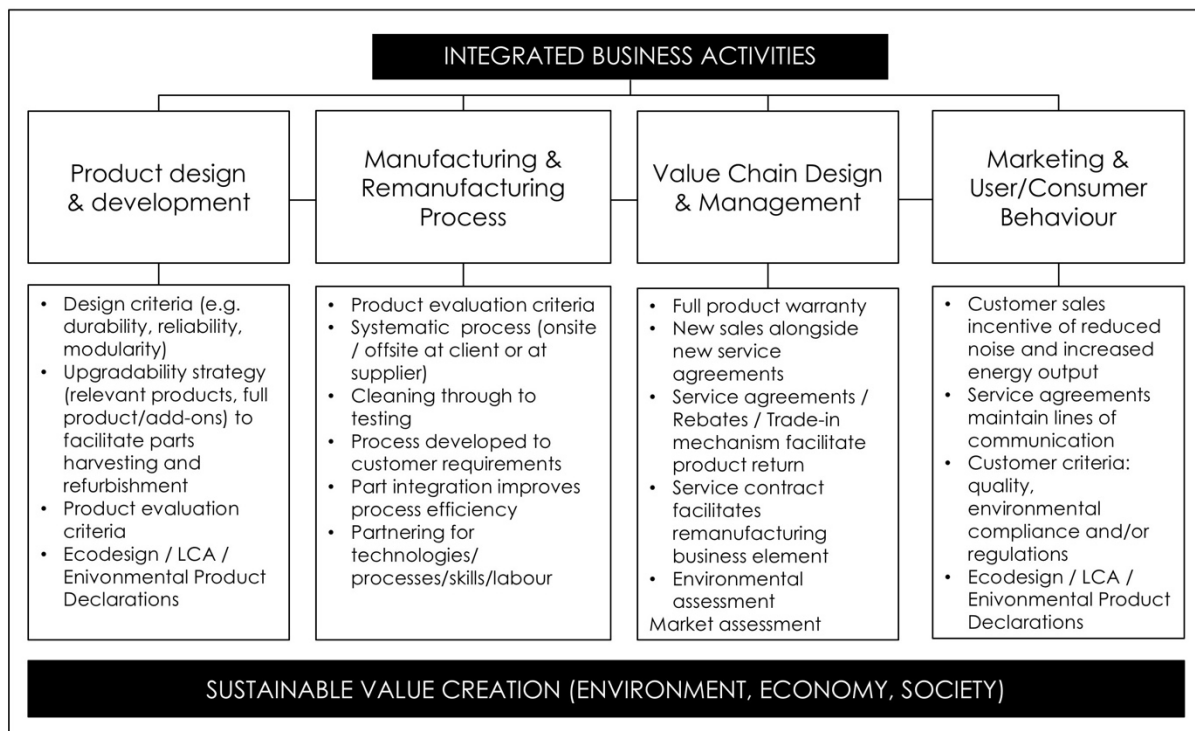 INTEGRATED BUSINESS ACTIVITIES
Product design
& development
Manufacturing &
Remanufacturing
Process
Value Chain Design
& Management
Marketing &
User/Consumer
Behaviour
• Design criteria (e.g.
durability, reliability,
modularity)
• Upgradability strategy
(relevant products, full
product/add-ons) to
facilitate parts
harvesting and
refurbishment
• Product evaluation
criteria
• Ecodesign / LCA /
Enivonmental Product
Declarations
• Product evaluation criteria
• Systematic process (onsite
/ offsite at client or at
supplier)
• Cleaning through to
testing
• Process developed to
customer requirements
• Part integration improves
process efficiency
• Partnering for
technologies/
processes/skills/labour
• Full product warranty
• New sales alongside
new service
agreements
• Service agreements /
Rebates / Trade-in
mechanism facilitate
product return
• Service contract
facilitates
remanufacturing
business element
• Environmental
assessment
Market assessment
• Customer sales
incentive of reduced
noise and increased
energy output
• Service agreements
maintain lines of
communication
• Customer criteria:
quality,
environmental
compliance and/or
regulations
• Ecodesign / LCA /
Enivonmental Product
Declarations
SUSTAINABLE VALUE CREATION (ENVIRONMENT, ECONOMY, SOCIETY)